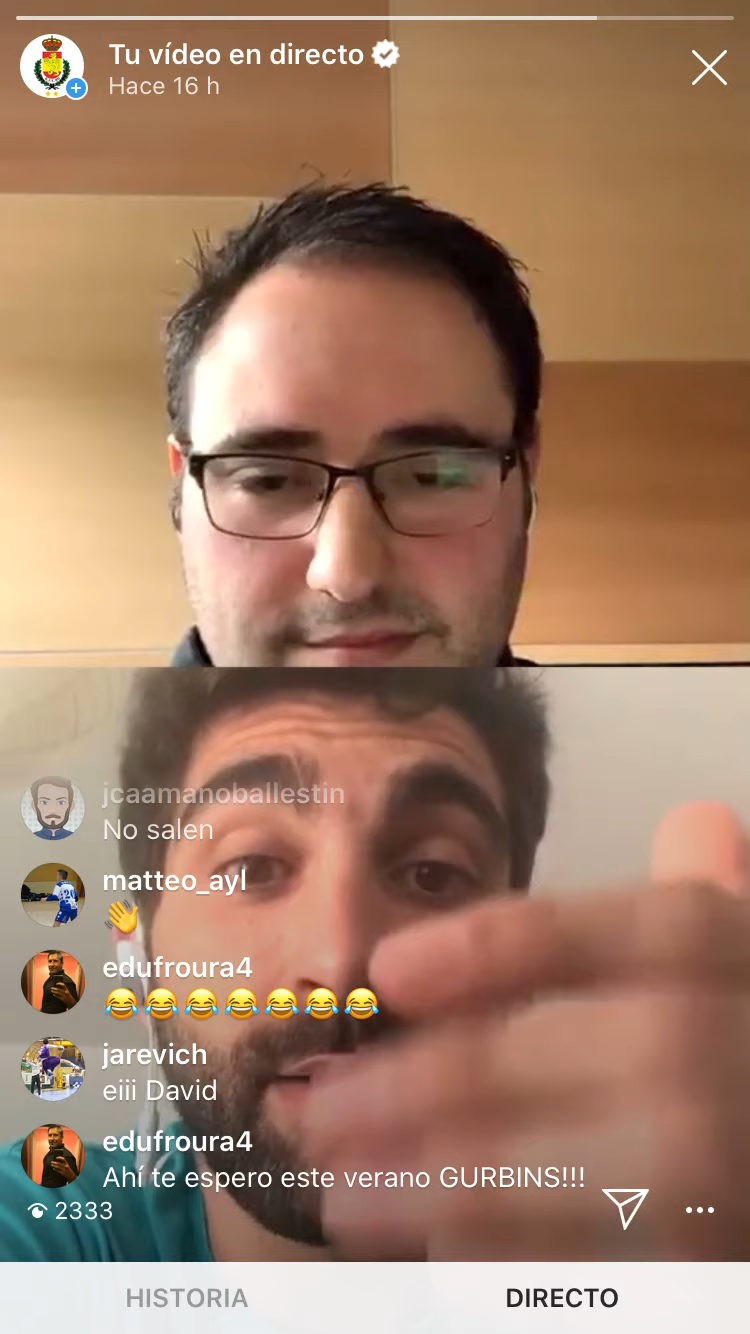 Tu vídeo en directo
Hace 16 h
jcaamanoballestin
No salen
matteo_ayl
👋
edufroura4
😂😂😂😂😂😂😂
jarevich
eiii David
edufroura4
Ahí te espero este verano GURBINS!!!
2333
HISTORIA
DIRECTO